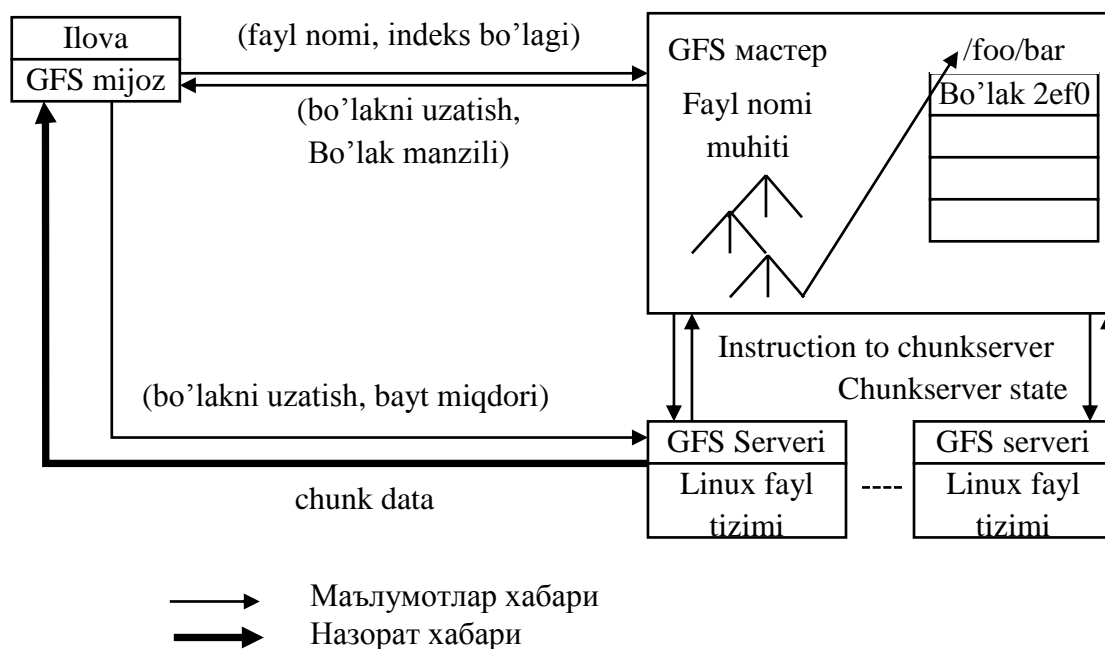 Ilova
GFS mijoz
(fayl nomi, indeks bo’lagi)
(bo’lakni uzatish,
Bo’lak manzili)
GFS мастер
Fayl nomi
muhiti
/foo/bar
Bo’lak 2ef0
Instruction to chunkserver
Chunkserver state
(bo’lakni uzatish, bayt miqdori)
chunk data
GFS Serveri
Linux fayl
tizimi
----
GFS serveri
Linux fayl
tizimi
Маълумотлар хабари
Назорат хабари